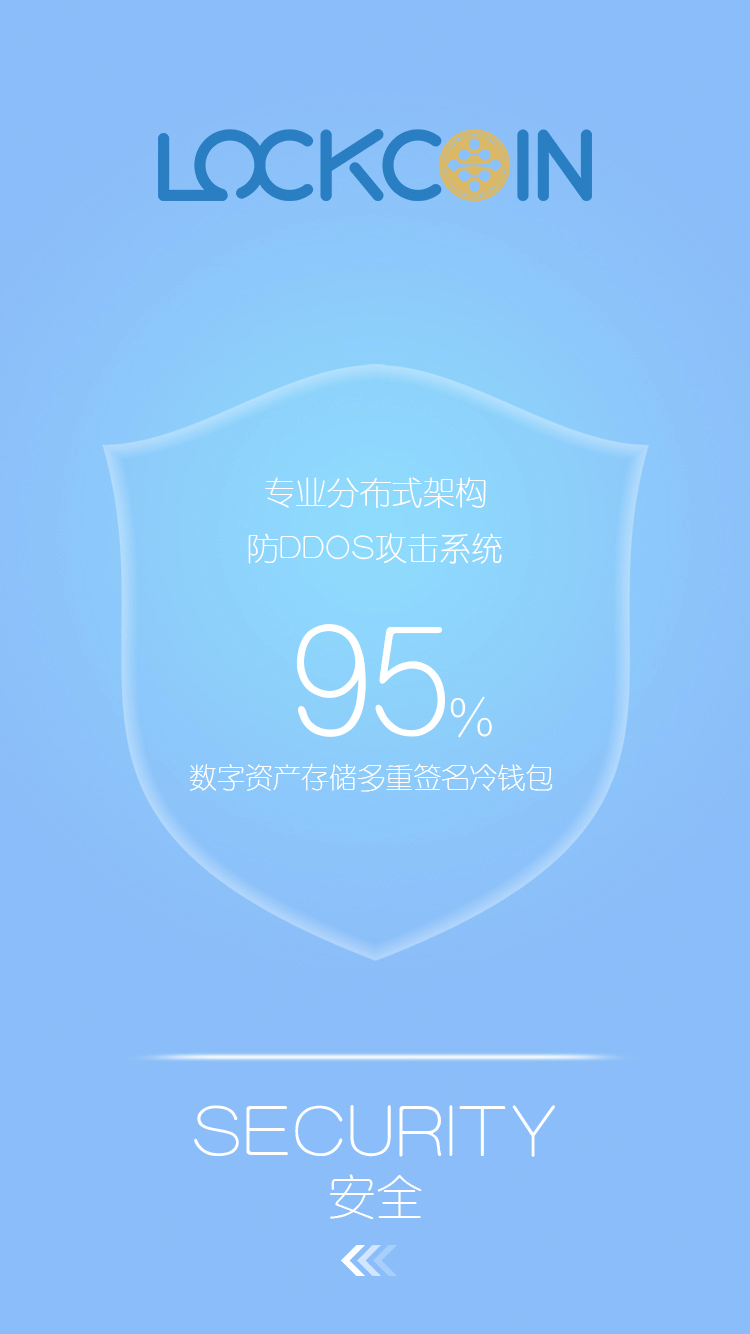 LOCKCOIN
专业分布式架构
防DDOS攻击系统
95%
数字资产存储多重签名冷钱包
SECURITY
安全